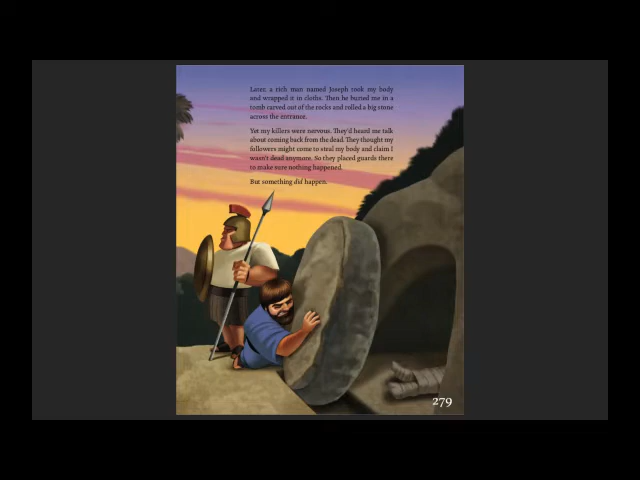 Later, a rich man named Joseph took my body
and wrapped it in cloths. Then he buried me in a
tomb carved out of the rocks and rolled a big stone
across the entrance.
Yet my killers were nervous. They'd heard me talk
about coming back from the dead. They thought my
followers might come to steal my body and claim I
wasn't dead anymore. So they placed guards there
to make sure nothing happened.
But something did happen.
279